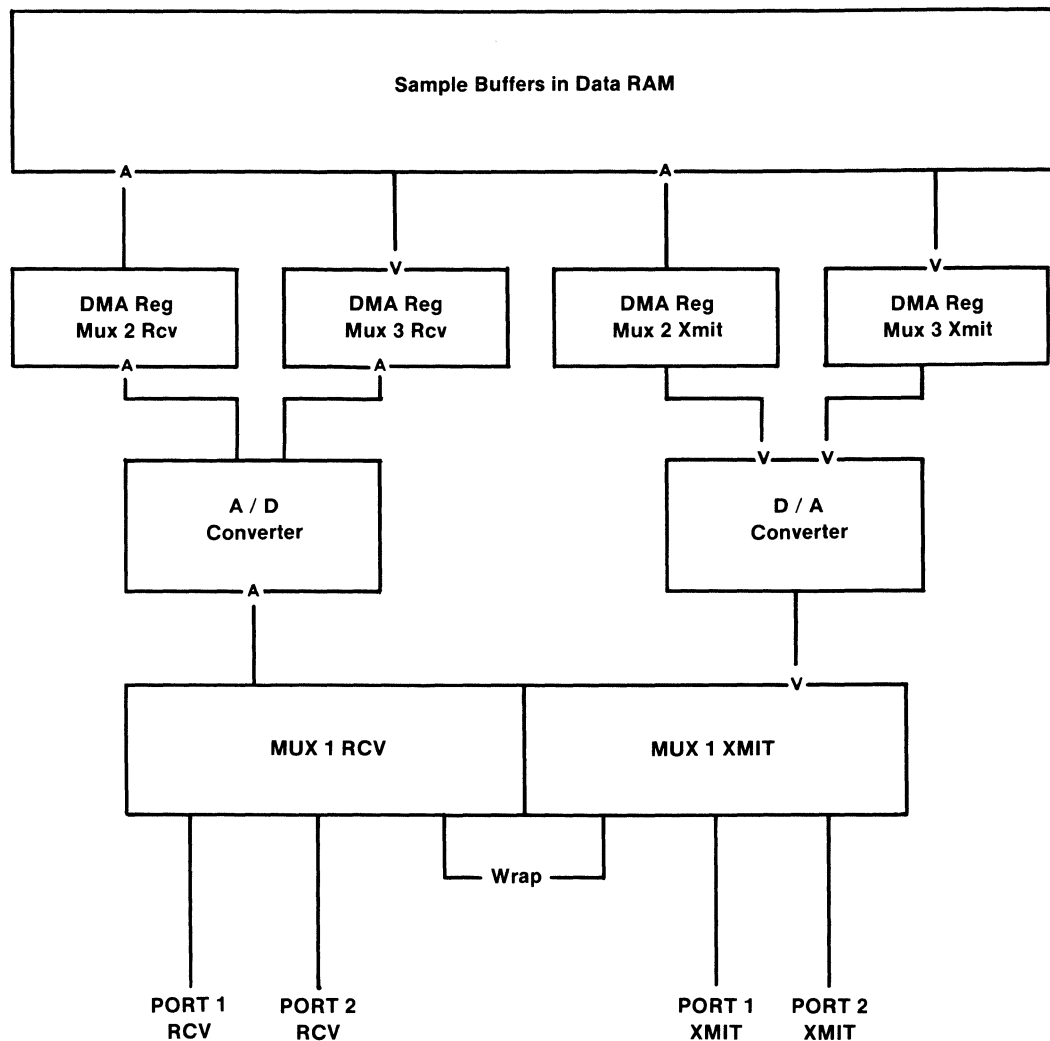 Sample Buffers in Data RAM
A
A
V
V
DMA Reg
Mux 2 Rcv
DMA Reg
Mux 3 Rcv
DMA Reg
Mux 2 Xmit
DMA Reg
Mux 3 Xmit
A
A
V
V
A / D
Converter
D / A
Converter
A
V
MUX 1 RCV
MUX 1 XMIT
Wrap
PORT 1
RCV
PORT 2
RCV
PORT 1
XMIT
PORT 2
XMIT